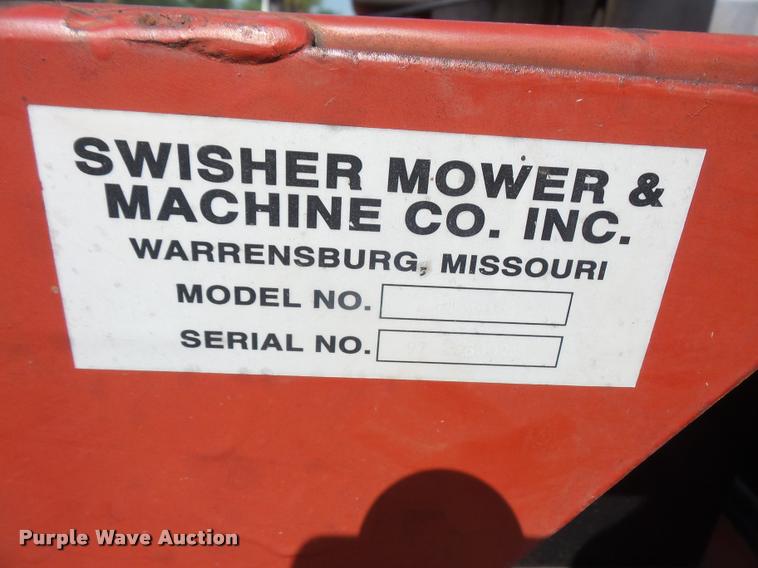 SWISHER MOWER &
MACHINE CO. INC.
WARRENSBURG, MISSOURI
MODEL NO.
SERIAL NO.
Purple Wave Auction